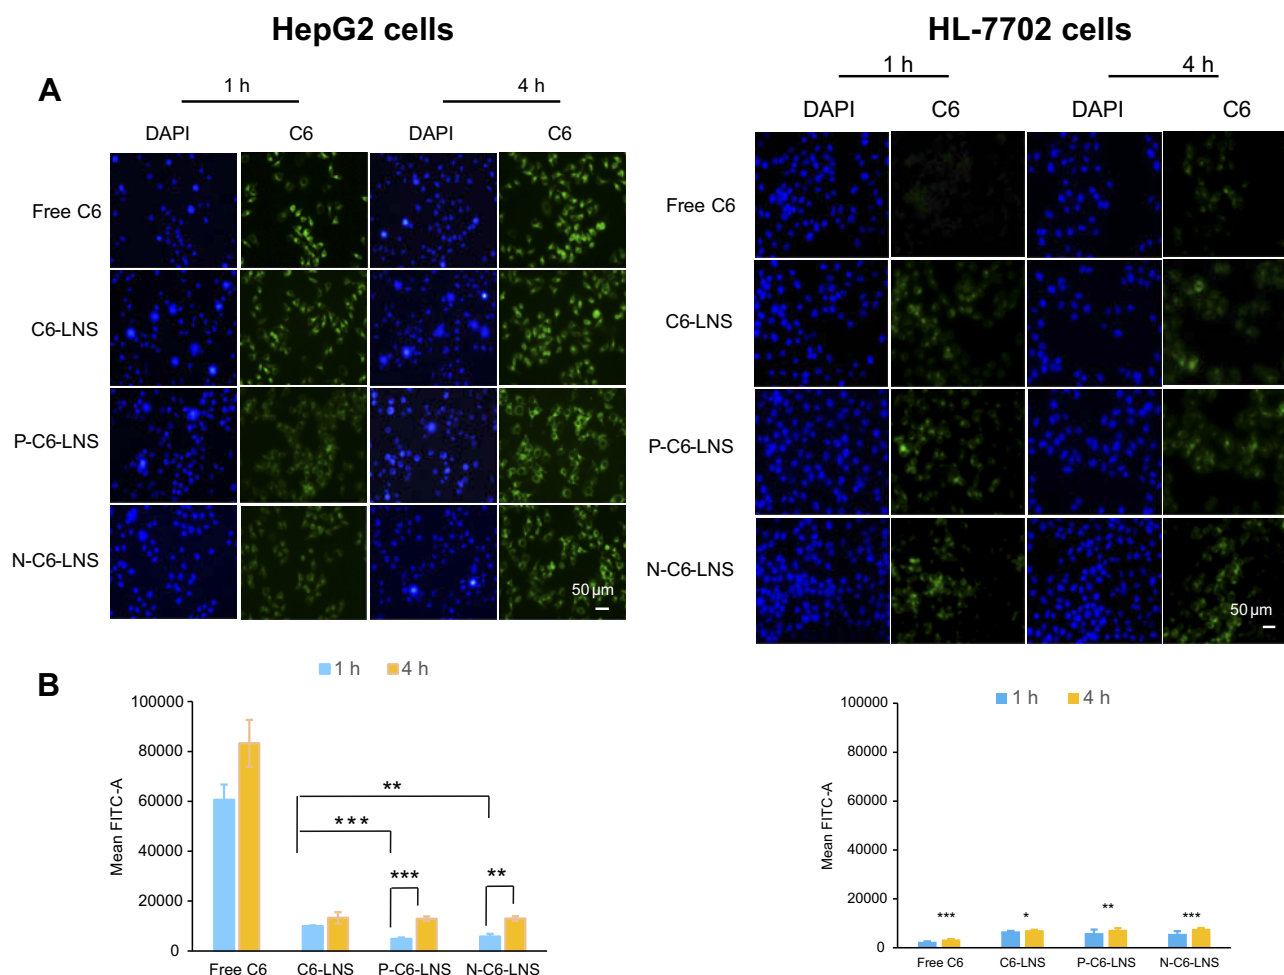 HepG2 cells
A
1 h
4 h
DAPI
C6
DAPI
C6
Free C6
C6-LNS
P-C6-LNS
N-C6-LNS
50 µm
HL-7702 cells
1 h
4 h
DAPI
C6
DAPI
C6
Free C6
C6-LNS
P-C6-LNS
N-C6-LNS
50 µm
B
1 h
4 h
Mean FITC-A
100000
80000
60000
40000
20000
0
**
***
***
**
Free C6
C6-LNS
P-C6-LNS
N-C6-LNS
1 h
4 h
Mean FITC-A
100000
80000
60000
40000
20000
0
***
*
**
***
Free C6
C6-LNS
P-C6-LNS
N-C6-LNS